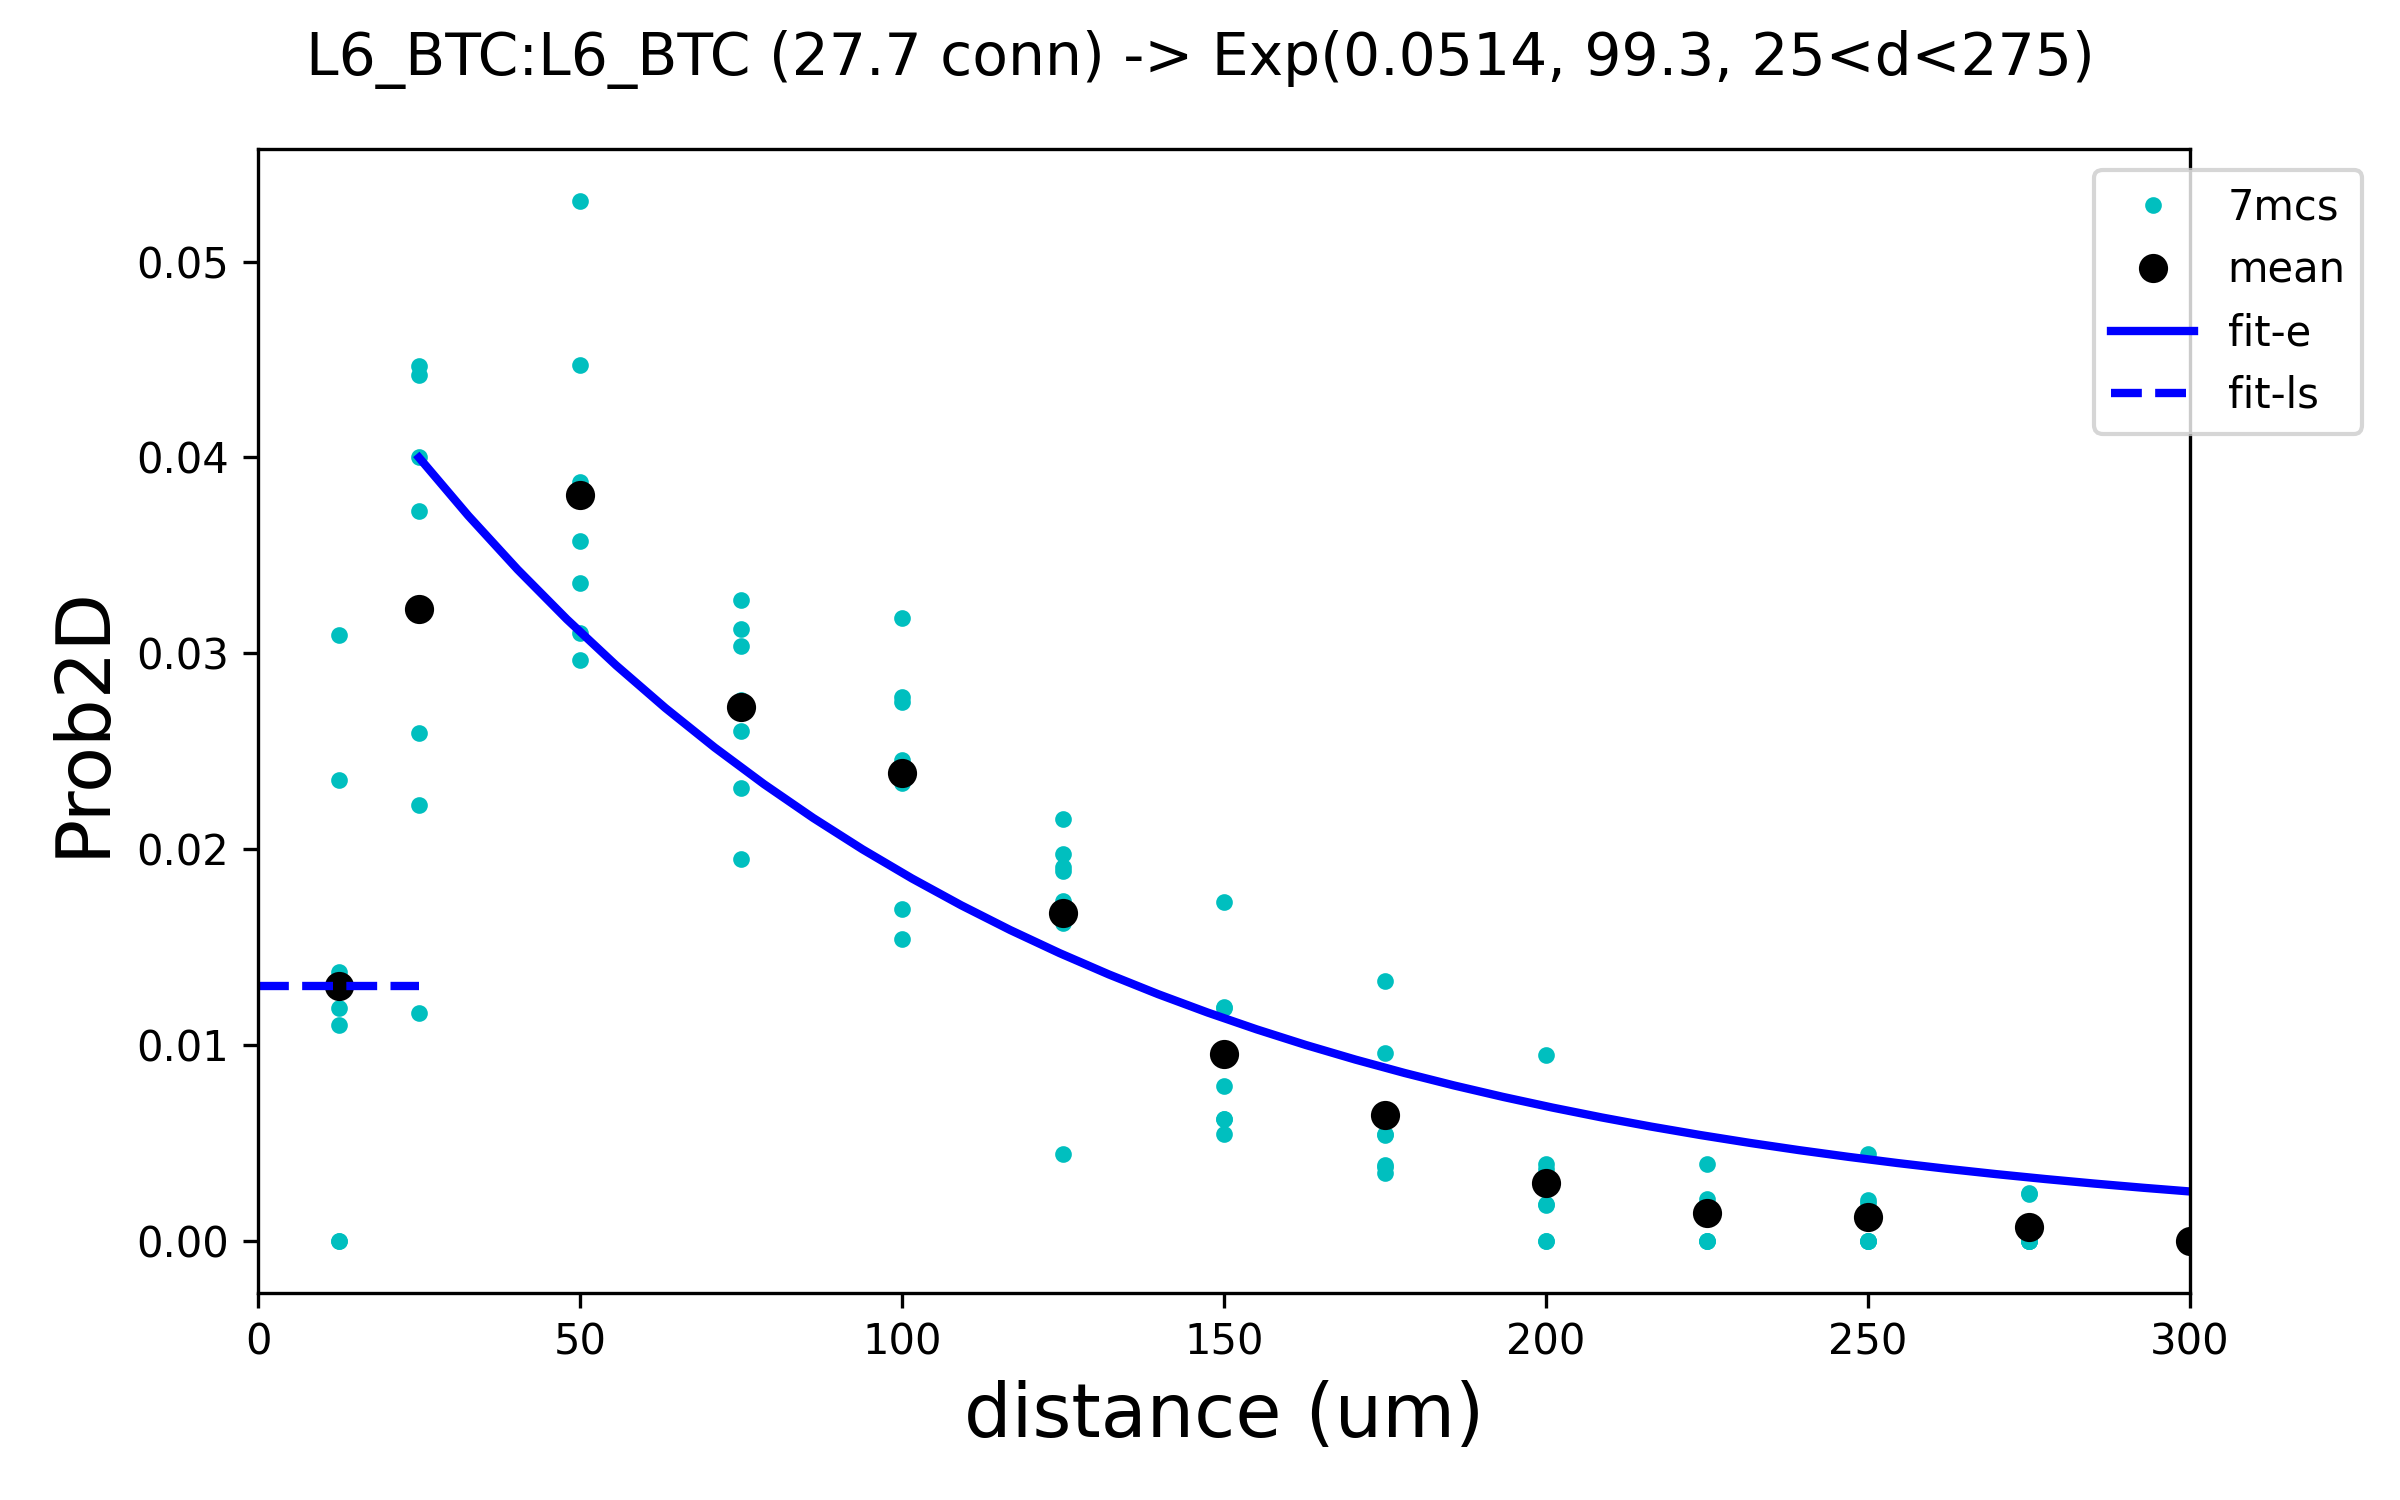 L6_BTC:L6_BTC (27.7 conn) -> Exp(0.0514, 99.3, 25<d<275)
7mcs
mean
fit-e
fit-ls
0.05
0.04
0.03
0.02
0.01
0.00
Prob2D
0 50 100 150 200 250 300
distance (um)